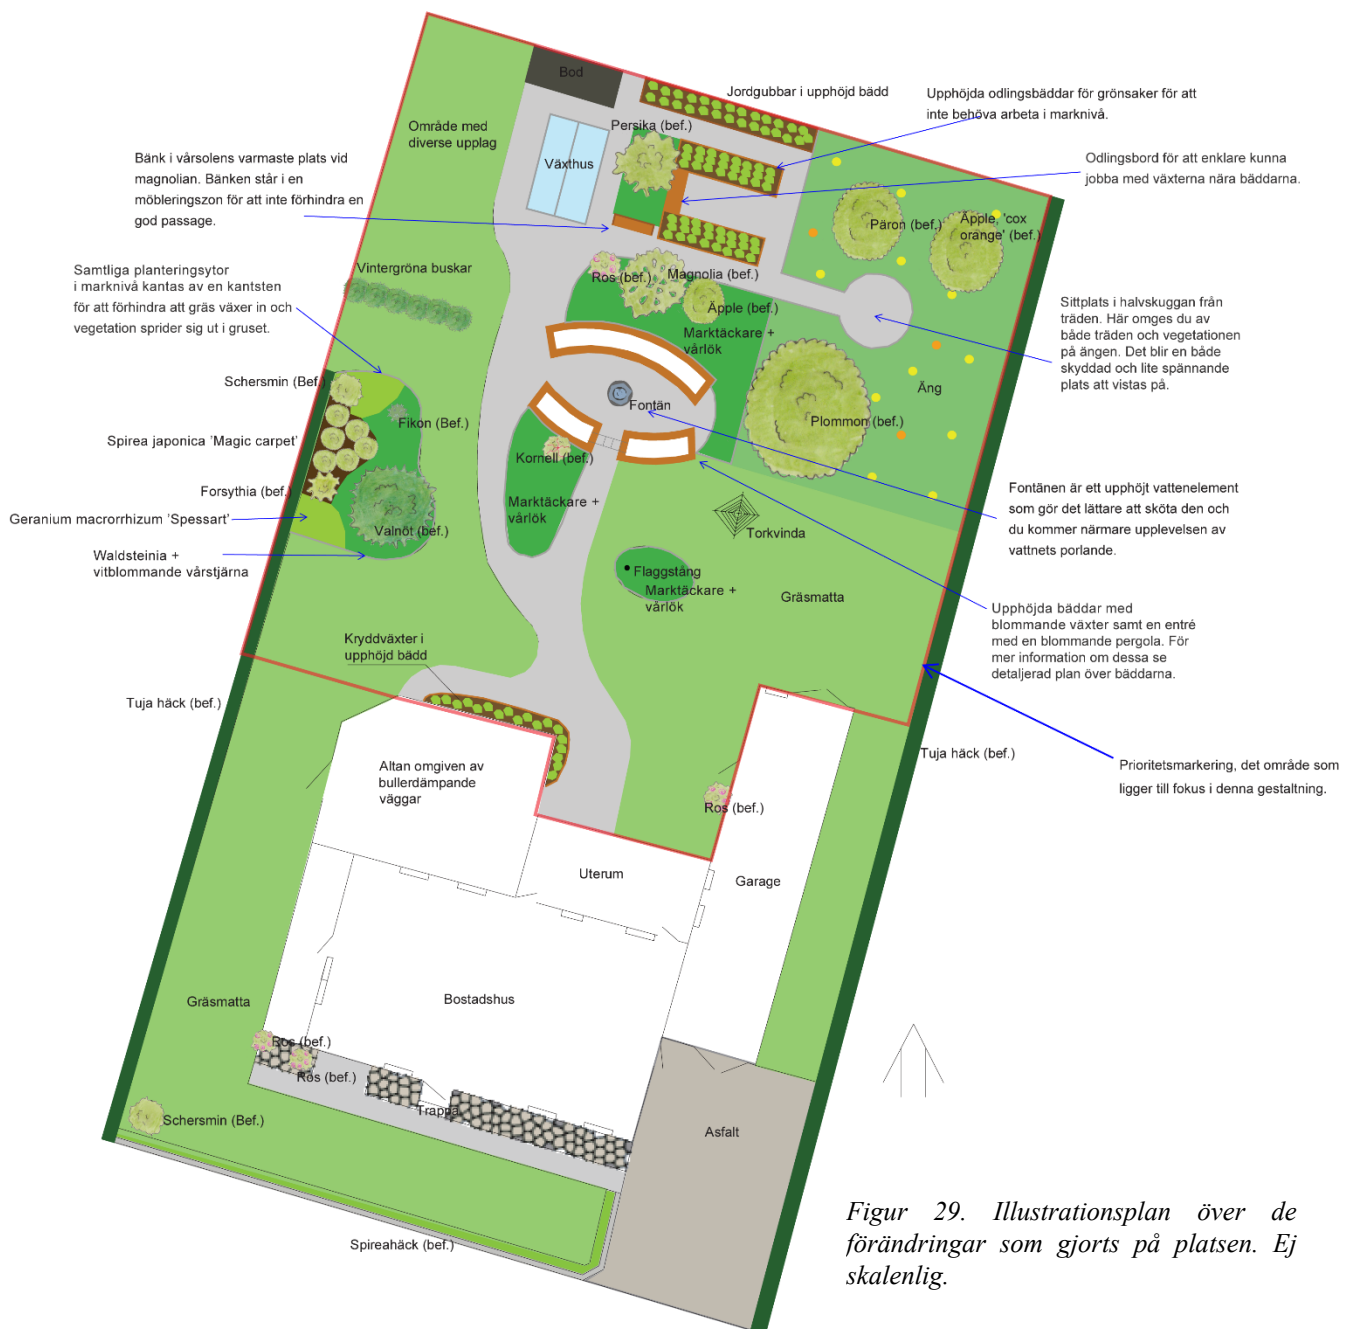 Bod
Jordgubbar i upphöjd bädd
Upphöjda odlingsbäddar för grönsaker för att
inte behöva arbeta i marknivå.
Område med
diverse upplag
Persika (bef.)
Växthus
Bänk i vårsolens varmaste plats vid
magnolian. Bänken står i en
möbleringszon för att inte förhindra en
god passage.
Odlingsbord för att enklare kunna
jobba med växterna nära bäddarna.
Päron (bef.)
Äpple, 'cox
orange' (bef.)
Samtliga planteringsytor
i marknivå kantas av en kantsten
för att förhindra att gräs växer in och
vegetation sprider sig ut i gruset.
Vintergröna buskar
Ros (bef.)
Magnolia (bef.)
Äpple (bef.)
Marktäckare +
vårlök
Sittplats i halvskuggan från
träden. Här omges du av
både träden och vegetationen
på ängen. Det blir en både
skyddad och lite spännande
plats att vistas på.
Schersmin (Bef.)
Fikon (Bef.)
Fontän
Äng
Plommon (bef.)
Spirea japonica 'Magic carpet'
Kornell (bef.)
Forsythia (bef.)
Marktäckare +
vårlök
Fontänen är ett upphöjt vattenelement
som gör det lättare att sköta den och
du kommer närmare upplevelsen av
vattnets porlande.
Geranium macrorrhizum 'Spessart'
Valnöt (bef.)
Torkvinda
Waldsteinia +
vitblommande vårstjärna
Flaggstång
Marktäckare +
vårlök
Gräsmatta
Upphöjda bäddar med
blommande växter samt en entré
med en blommande pergola. För
mer information om dessa se
detaljerad plan över bäddarna.
Kryddväxter i
upphöjd bädd
Tuja häck (bef.)
Tuja häck (bef.)
Altan omgiven av
bullerdämpande
väggar
Prioritetsmarkering, det område som
ligger till fokus i denna gestaltning.
Ros (bef.)
Uterum
Garage
Gräsmatta
Bostadshus
Ros (bef.)
Ros (bef.)
Trappa
Schersmin (Bef.)
Asfalt
Spireahäck (bef.)
Figur 29. Illustrationsplan över de
förändringar som gjorts på platsen. Ej
skalenlig.